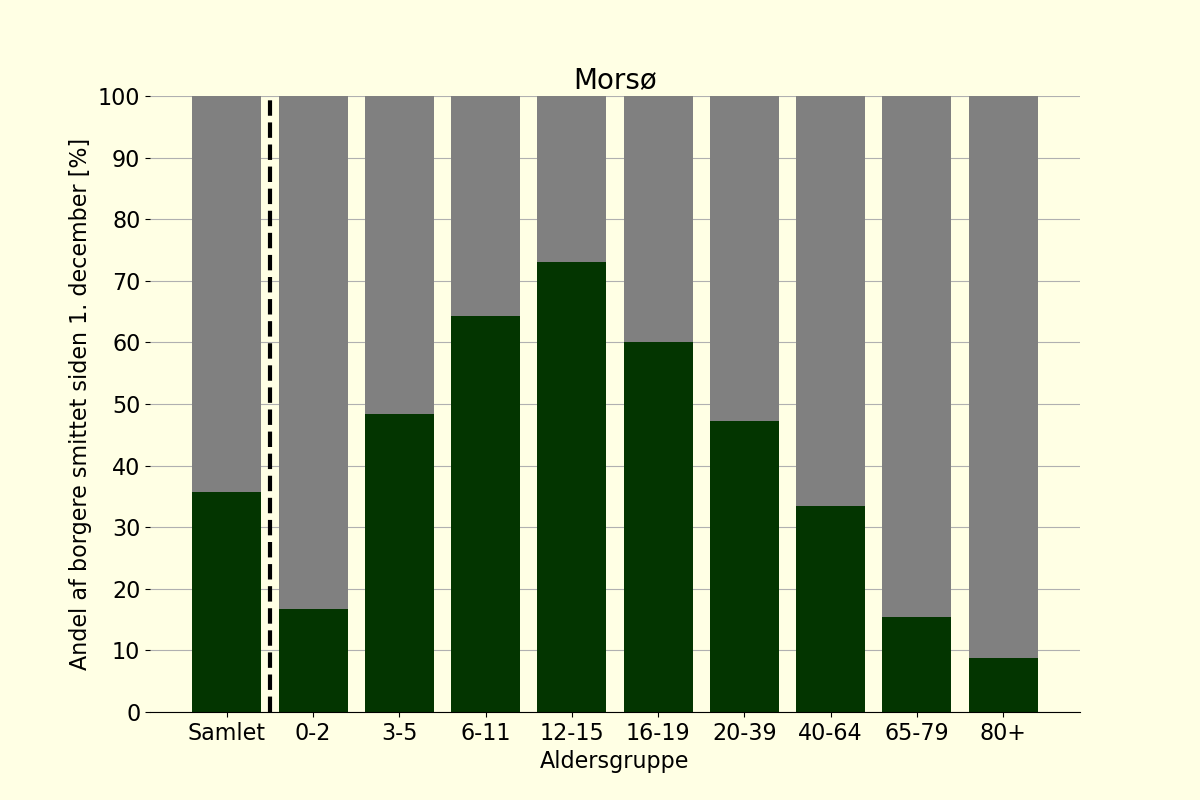 Morsø
Andel af borgere smittet siden 1. december [%]
100
90
80
70
60
50
40
30
20
10
0
Samlet 0-2 3-5 6-11 12-15 16-19 20-39 40-64 65-79 80+
Aldersgruppe